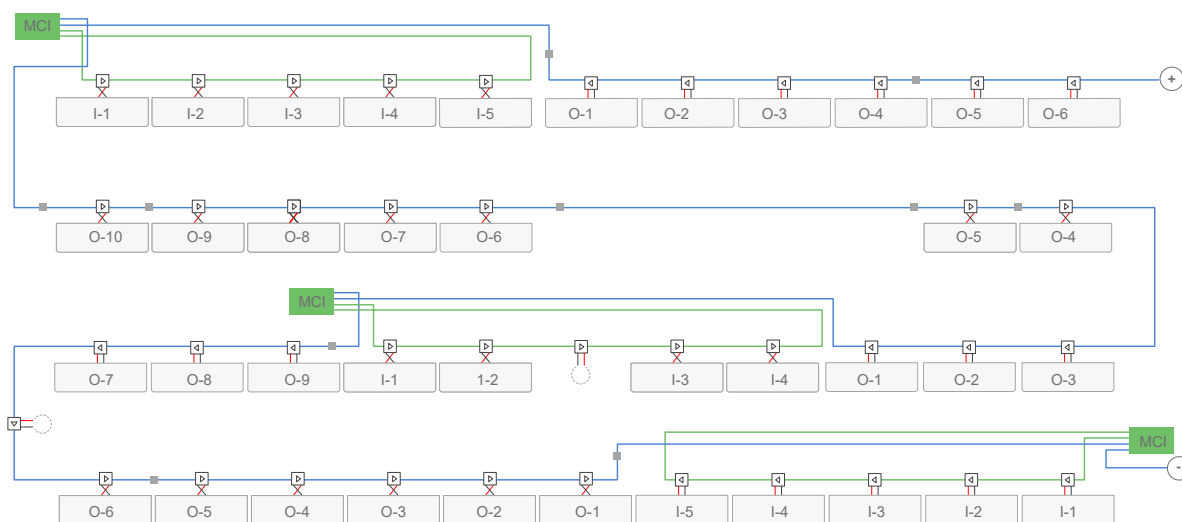 MCI
+
I-1 I-2 I-3 I-4 I-5 O-1 O-2 O-3 O-4 O-5 O-6
O-10 O-9 O-8 O-7 O-6 O-5 O-4
MCI
O-7 O-8 O-9 I-1 1-2 I-3 I-4 O-1 O-2 O-3
MCI
-
O-6 O-5 O-4 O-3 O-2 O-1 I-5 I-4 I-3 I-2 I-1